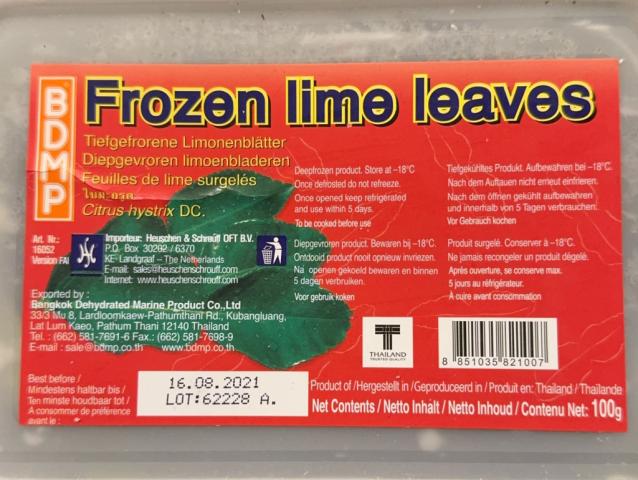 BDMP
Frozen lime leaves
Tiefgefrorene Limonenblätter
Diepgevroren limoenbladeren
Feuilles de lime surgelés
ใบมะกรูด
Citrus hystrix DC.
Art. Nr.:
16052
Version FAI
Importeur: Heuschen & Schrouff OFT B.V.
P.O. Box 30292 / 6370
KE- Landgraaf – The Netherlands
E-mail: sales@heuschenschrouff.com
Internet: www.heuschenschrouff.com
Exported by :
Bangkok Dehydrated Marine Product Co.,Ltd
33/3 Mu 8, Lardloomkaew-Pathumthani Rd., Kubangluang,
Lat Lum Kaeo, Pathum Thani 12140 Thailand
Tel. : (662) 581-7691-6 Fax.: (662) 581-7698-9
E-mail : sale@bdmp.co.th www.bdmp.co.th
Deepfrozen product. Store at –18°C
Once defrosted do not refreeze.
Once opened keep refrigerated
and use within 5 days.
To be cooked before use
Tiefgekühltes Produkt. Aufbewahren bei –18°C.
Nach dem Auftauen nicht erneut einfrieren.
Nach dem öffnen gekühlt aufbewahren
und innerhalb von 5 Tagen verbrauchen.
Vor Gebrauch kochen
Diepgevroren product. Bewaren bij –18°C.
Ontdooid product nooit opnieuw invriezen.
Na openen gekoeld bewaren en binnen
5 dagen verbruiken.
Voor gebruik koken
Produit surgelé. Conserver à –18°C.
Ne jamais recongeler un produit dégelé.
Après ouverture, se conserve max.
5 jours au réfrigérateur.
A cuire avant consommation
T
THAILAND
TRUSTED QUALITY
8 851035 821007
Best before /
Mindestens haltbar bis /
Ten minste houdbaar tot /
A consommer de préférence
avant le :
16.08.2021
LOT:62228 A.
Product of / Hergestellt in / Geproduceerd in / Produit en: Thailand / Thaïlande
Net Contents / Netto Inhalt / Netto Inhoud / Contenu Net: 100g